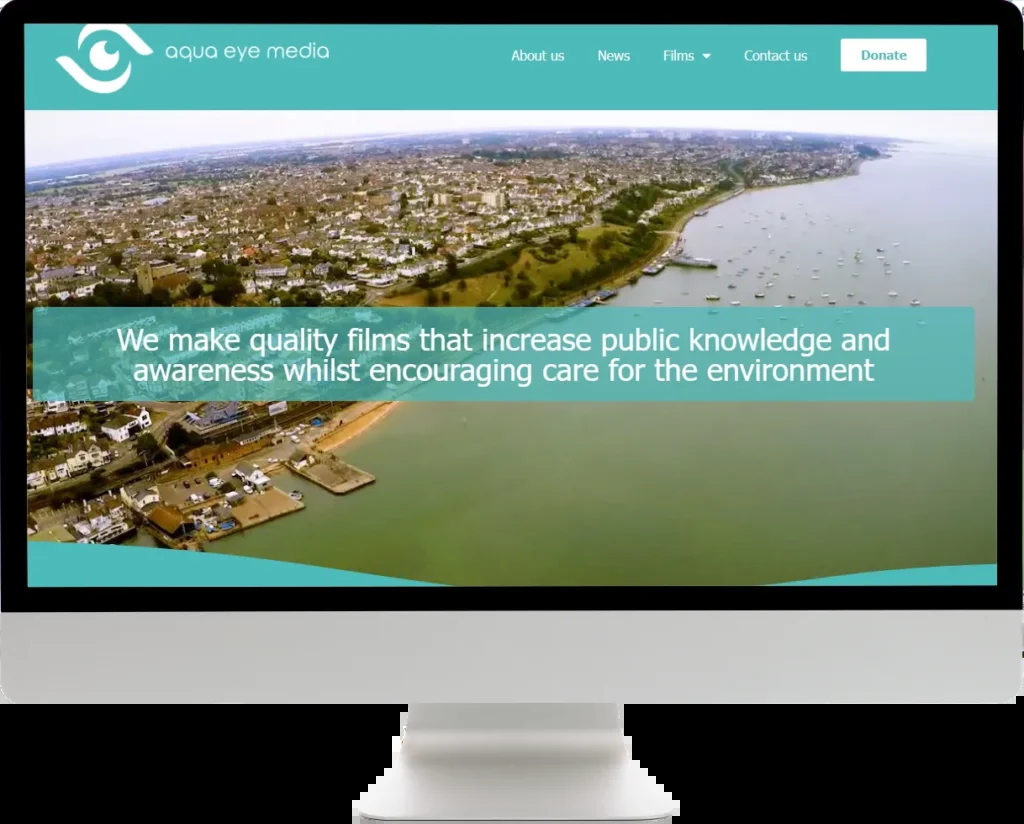 aqua eye media
About us
News
Films
Contact us
Donate
We make quality films that increase public knowledge and
awareness whilst encouraging care for the environment